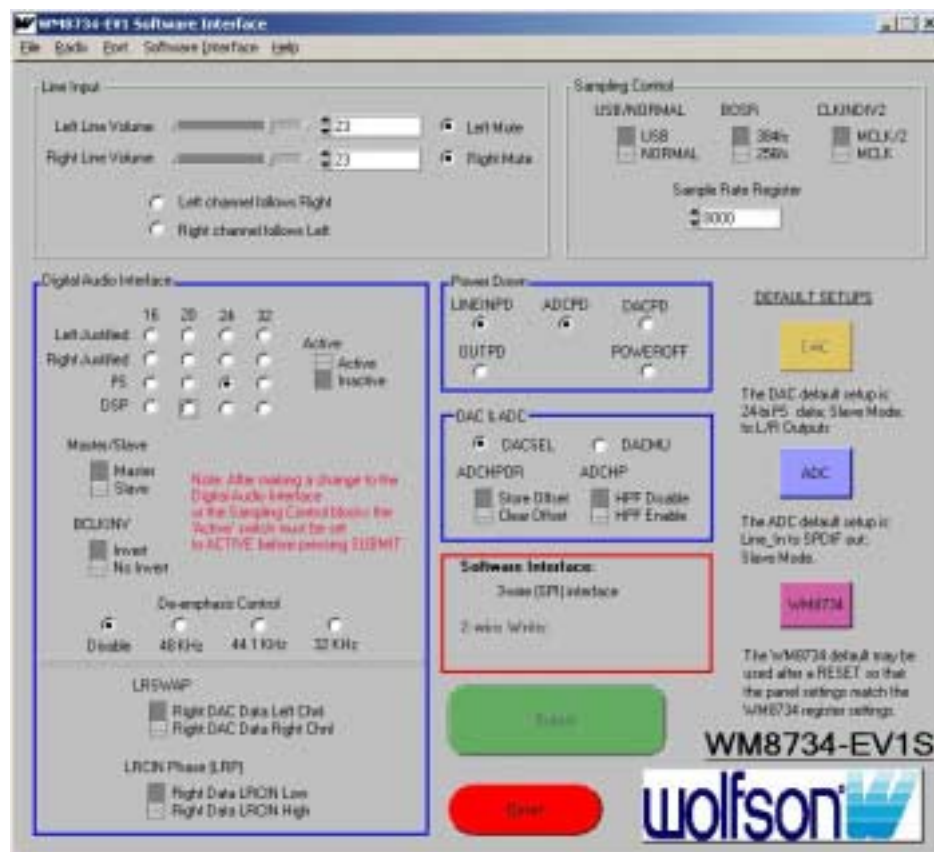 WM8734-EV1 Software Interface
File Radio Port Software Interface Help
Line Input
Left Line Volume 23 Left Mute
Right Line Volume 23 Right Mute
Left channel follows Right
Right channel follows Left
Sampling Control
USB/NORMAL BOSR CLKINDIV2
USB 384fs MCLK/2
NORMAL 256fs MCLK
Sample Rate Register
0000
Digital Audio Interface
16 20 24 32
Left Justified
Right Justified
I²S
DSP
Active
Active
Inactive
Master/Slave
Master
Slave
Note: After making a change to the
Digital Audio Interface
or the Sampling Control blocks the
'Active' switch must be set
to ACTIVE before pressing SUBMIT
BCLKINV
Invert
No Invert
De-emphasis Control
Disable 48 KHz 44.1 KHz 32 KHz
LRSWAP
Right DAC Data Left Chnl
Right DAC Data Right Chnl
LRCIN Phase (LRP)
Right Data LRCIN Low
Right Data LRCIN High
Power Down
LINEINPD ADCPD DACPD
OUTPD POWEROFF
DAC & ADC
DACSEL DACMU
ADCHPOR ADCHP
Store Offset HPF Disable
Clear Offset HPF Enable
Software Interface:
3-wire (SPI) interface
2-wire Write:
Submit
Reset
DEFAULT SETUPS
DAC
The DAC default setup is:
24-bit I²S data; Slave Mode;
to L/R Outputs
ADC
The ADC default setup is:
Line_In to SPDIF out;
Slave Mode.
WM8734
The WM8734 default may be
used after a RESET so that
the panel settings match the
WM8734 register settings.
WM8734-EV1S
wolfson